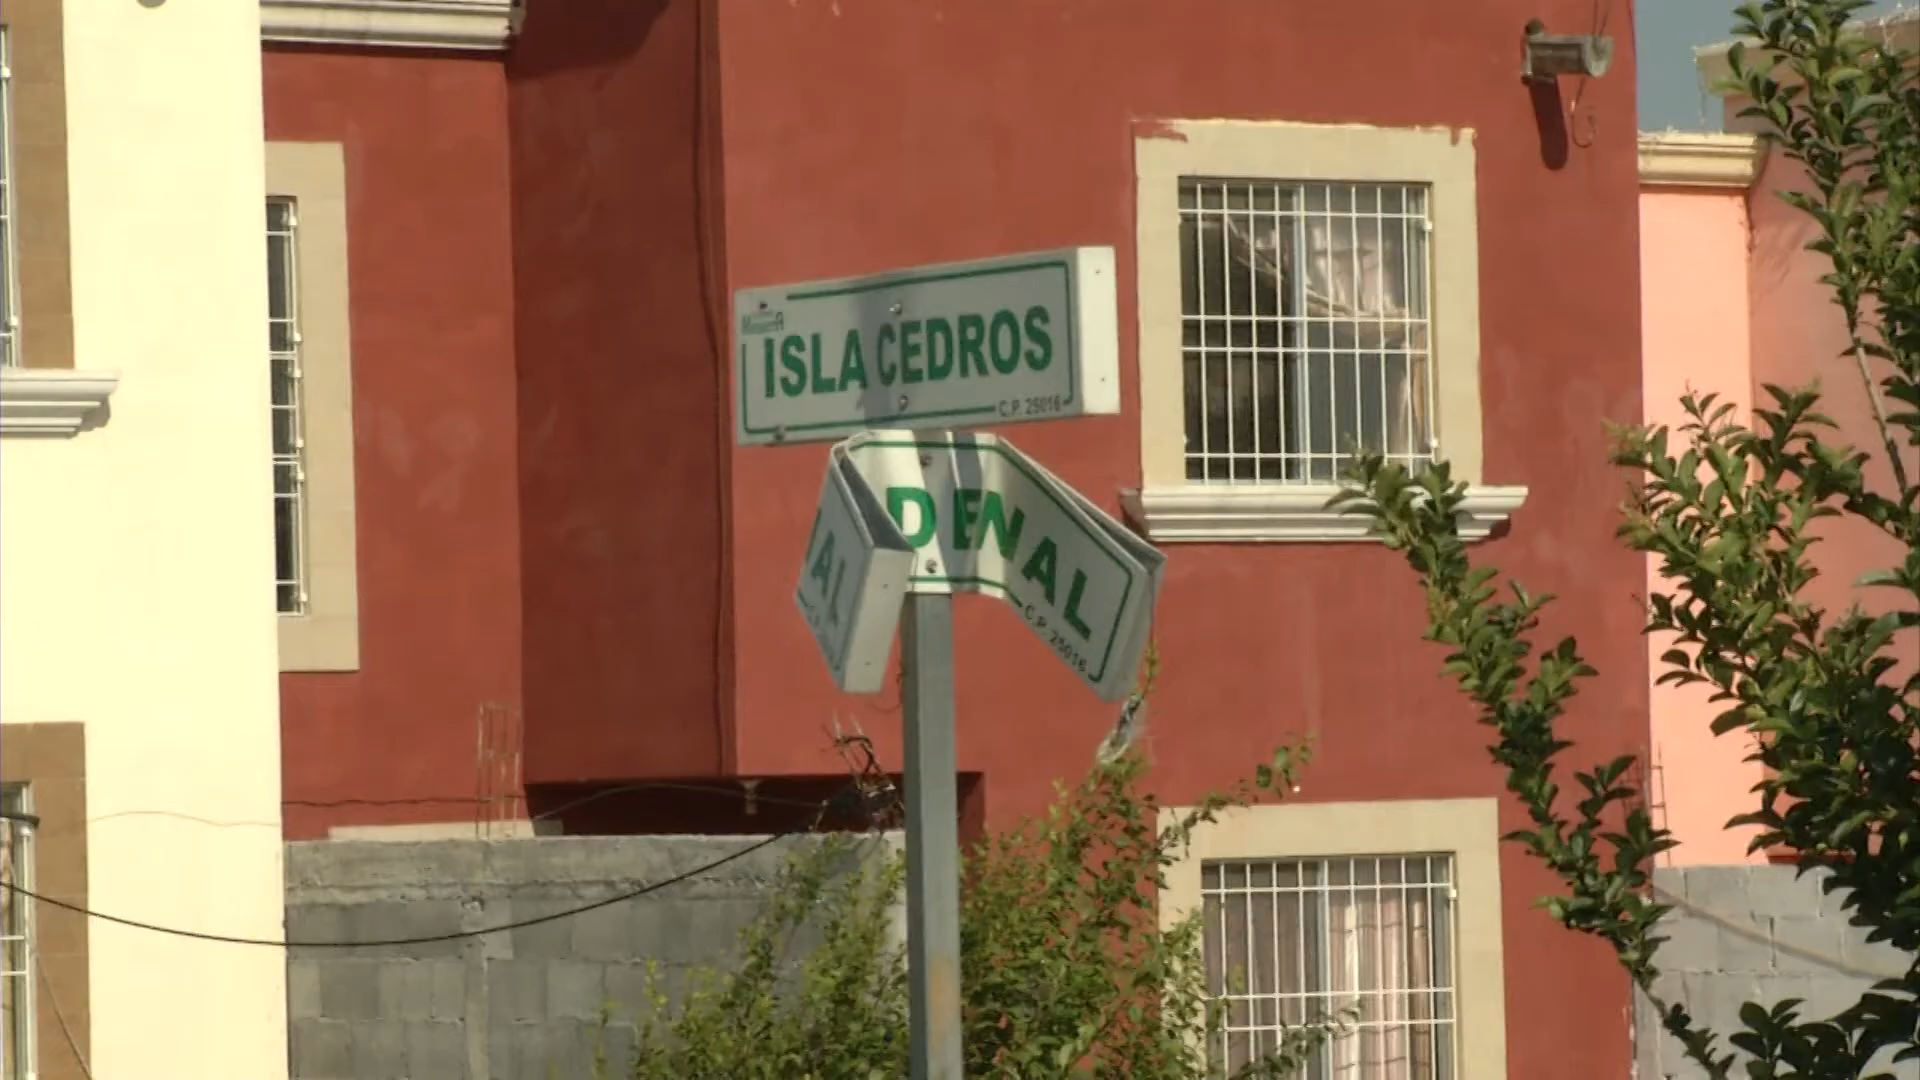 ISLA CEDROS
C.P. 25016
DENAL
C.P. 25016
AL